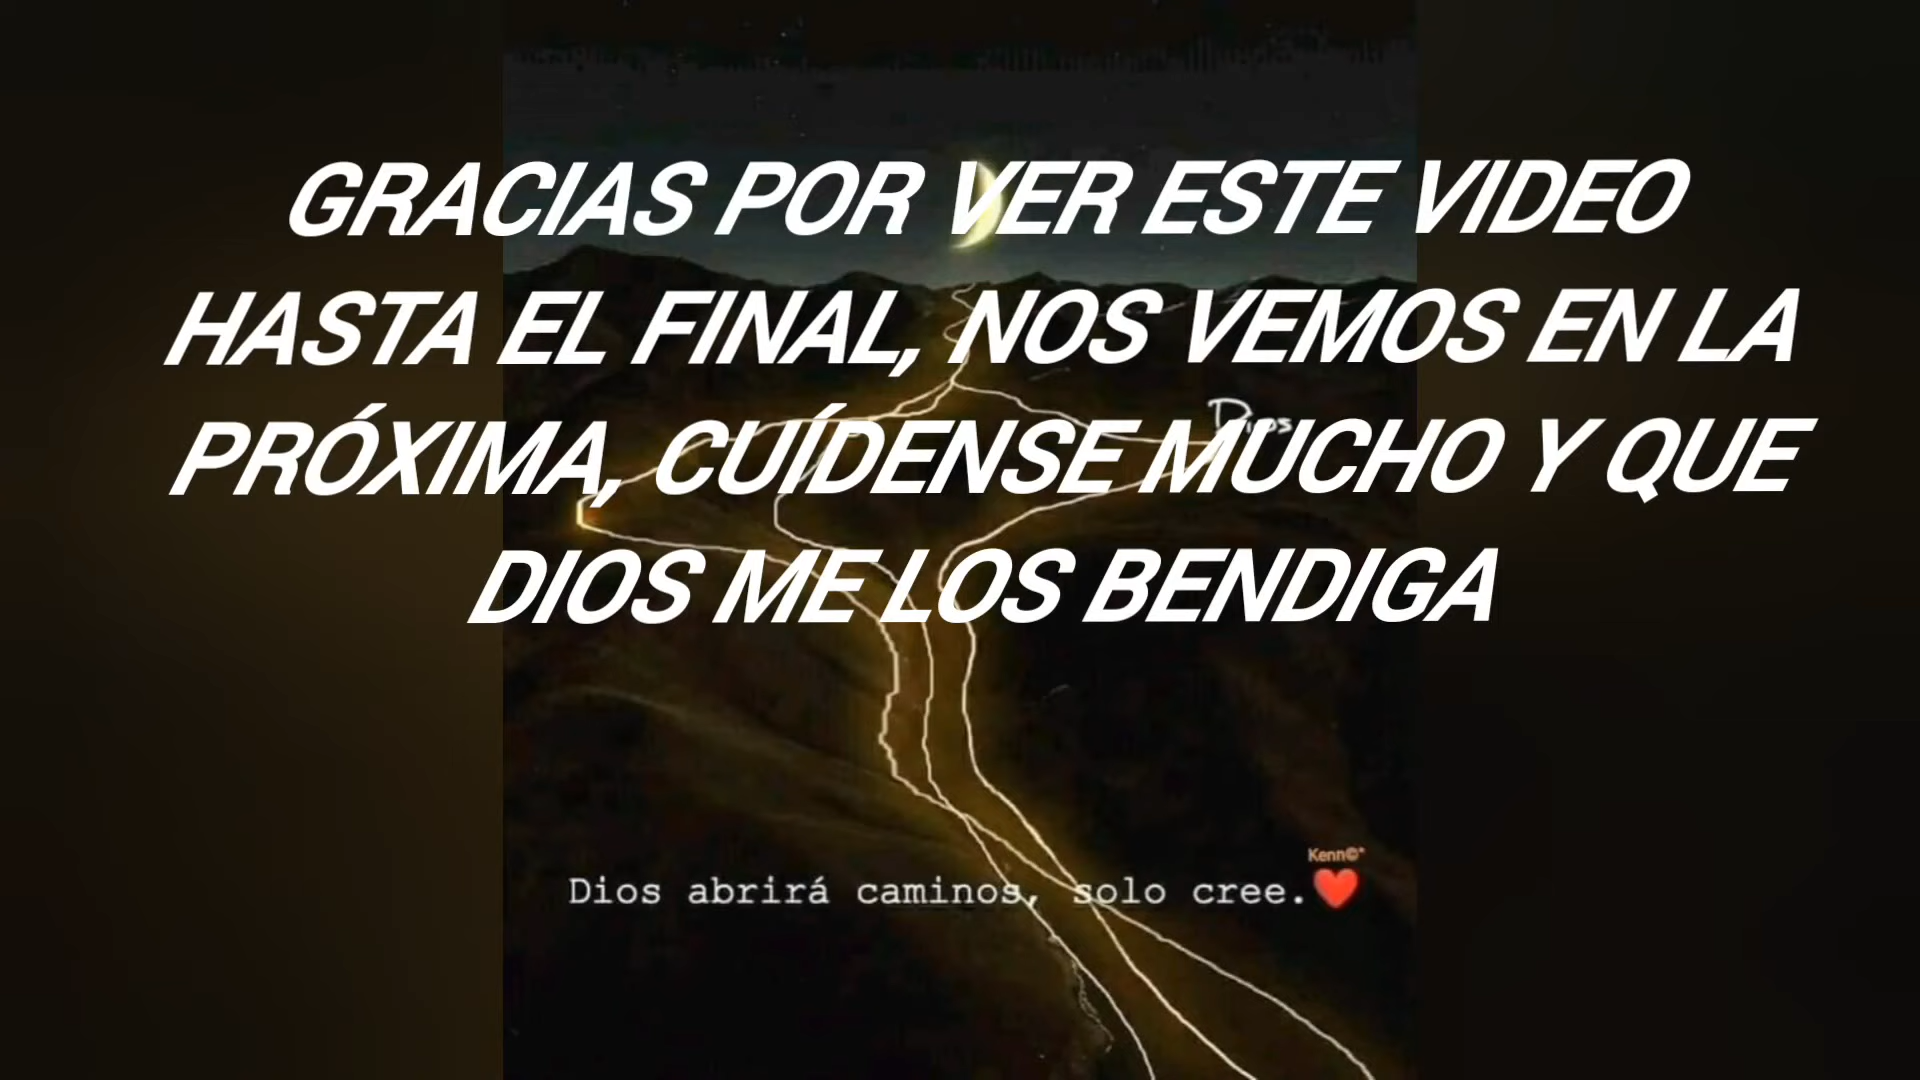 GRACIAS POR VER ESTE VIDEO
HASTA EL FINAL, NOS VEMOS EN LA
Dios
PRÓXIMA, CUÍDENSE MUCHO Y QUE
DIOS ME LOS BENDIGA
Kenn©"
Dios abrirá caminos, solo cree.❤️